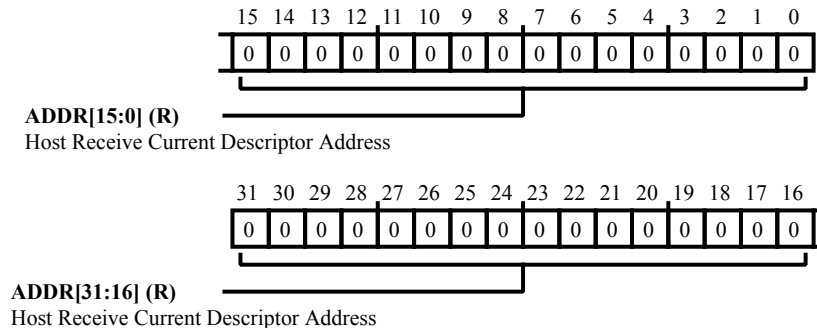 15 14 13 12 11 10 9 8 7 6 5 4 3 2 1 0
0 0 0 0 0 0 0 0 0 0 0 0 0 0 0 0
ADDR[15:0] (R)
Host Receive Current Descriptor Address
31 30 29 28 27 26 25 24 23 22 21 20 19 18 17 16
0 0 0 0 0 0 0 0 0 0 0 0 0 0 0 0
ADDR[31:16] (R)
Host Receive Current Descriptor Address